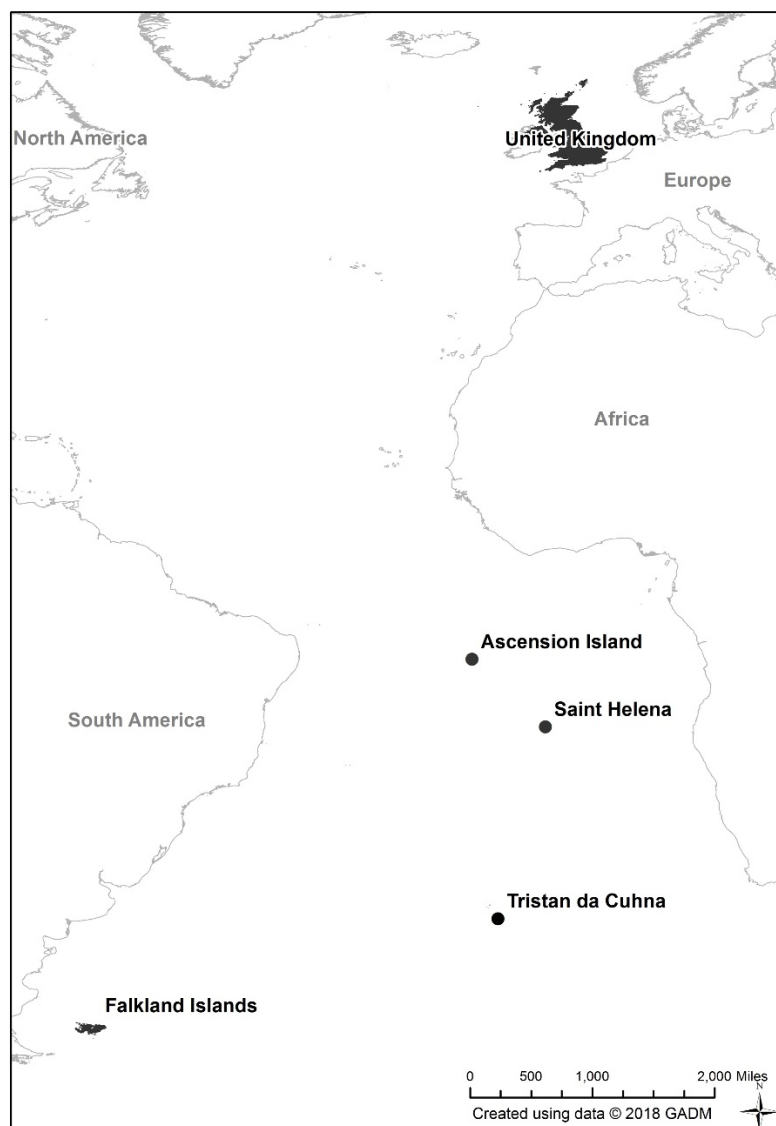 North America
United Kingdom
Europe
Africa
Ascension Island
South America
Saint Helena
Tristan da Cuhna
Falkland Islands
0 500 1,000 2,000 Miles
Created using data © 2018 GADM
N